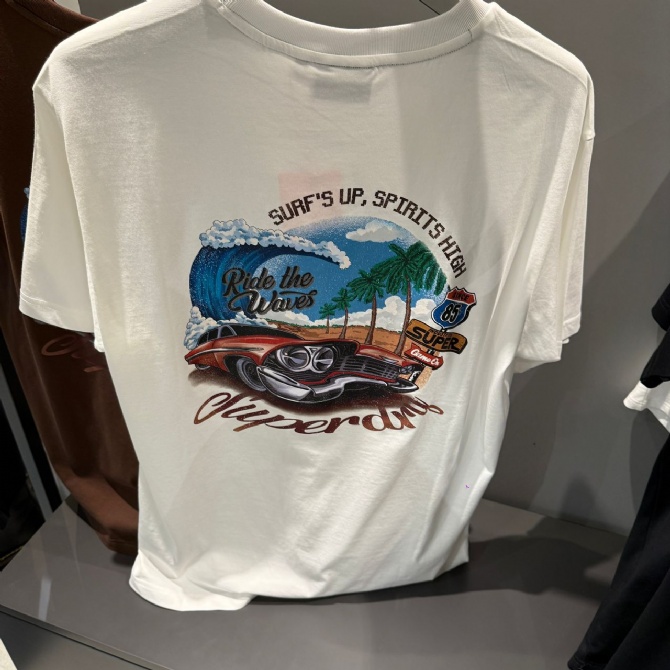 SURF'S UP, SPIRITS HIGH
Ride the
Waves
85
SUPER
Superdry